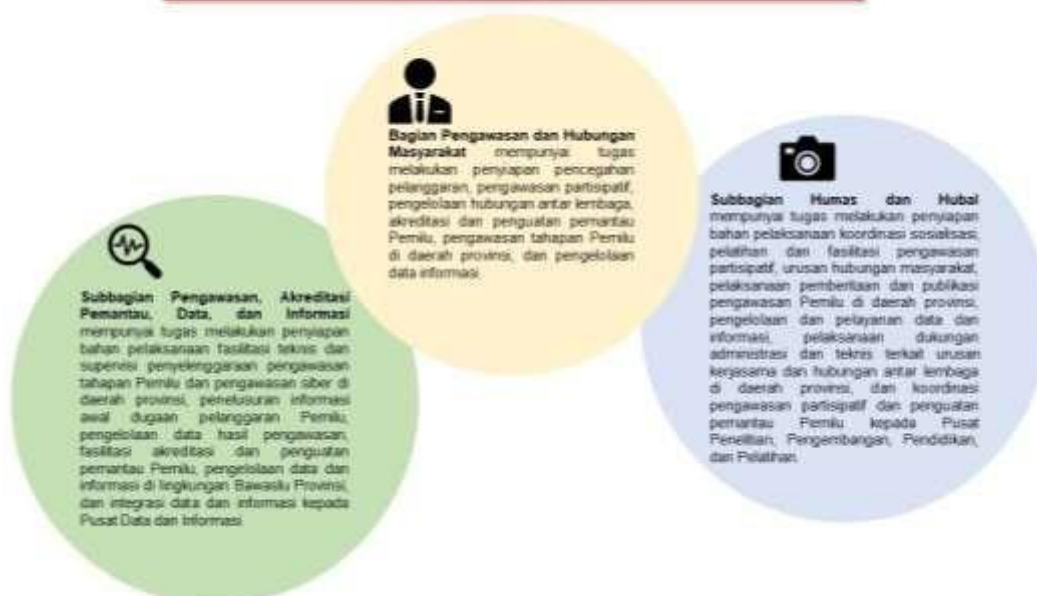 Bagian Pengawasan dan Hubungan
Masyarakat mempunyai tugas
melakukan penyiapan pencegahan
pelanggaran, pengawasan partisipatif,
pengelolaan hubungan antar lembaga,
akreditasi dan penguatan pemantau
Pemilu, pengawasan tahapan Pemilu
di daerah provinsi, dan pengelolaan
data informasi.
Subbagian Pengawasan, Akreditasi
Pemantau, Data, dan Informasi
mempunyai tugas melakukan penyiapan
bahan pelaksanaan fasilitasi teknis dan
supervisi penyelenggaraan pengawasan
tahapan Pemilu dan pengawasan siber di
daerah provinsi, penelusuran informasi
awal dugaan pelanggaran Pemilu,
pengelolaan data hasil pengawasan,
fasilitasi akreditasi dan penguatan
pemantau Pemilu, pengelolaan data dan
informasi di lingkungan Bawaslu Provinsi,
dan integrasi data dan informasi kepada
Pusat Data dan Informasi.
Subbagian Humas dan Hubal
mempunyai tugas melakukan penyiapan
bahan pelaksanaan koordinasi sosialisasi,
pelatihan dan fasilitasi pengawasan
partisipatif, urusan hubungan masyarakat,
pelaksanaan pemberitaan dan publikasi
pengawasan Pemilu di daerah provinsi,
pengelolaan dan pelayanan data dan
informasi, pelaksanaan dukungan
administrasi dan teknis terkait urusan
kerjasama dan hubungan antar lembaga
di daerah provinsi, dan koordinasi
pengawasan partisipatif dan penguatan
pemantau Pemilu kepada Pusat
Penelitian, Pengembangan, Pendidikan,
dan Pelatihan.